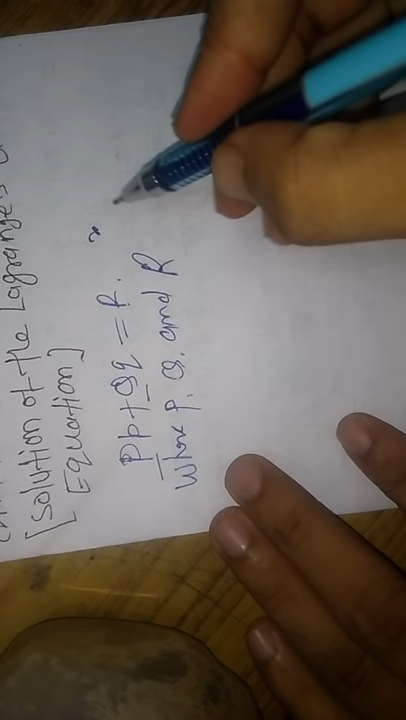 [Solution of the Lagrange's
Equation]
Pp + Qq = R.
Where P, Q, and R